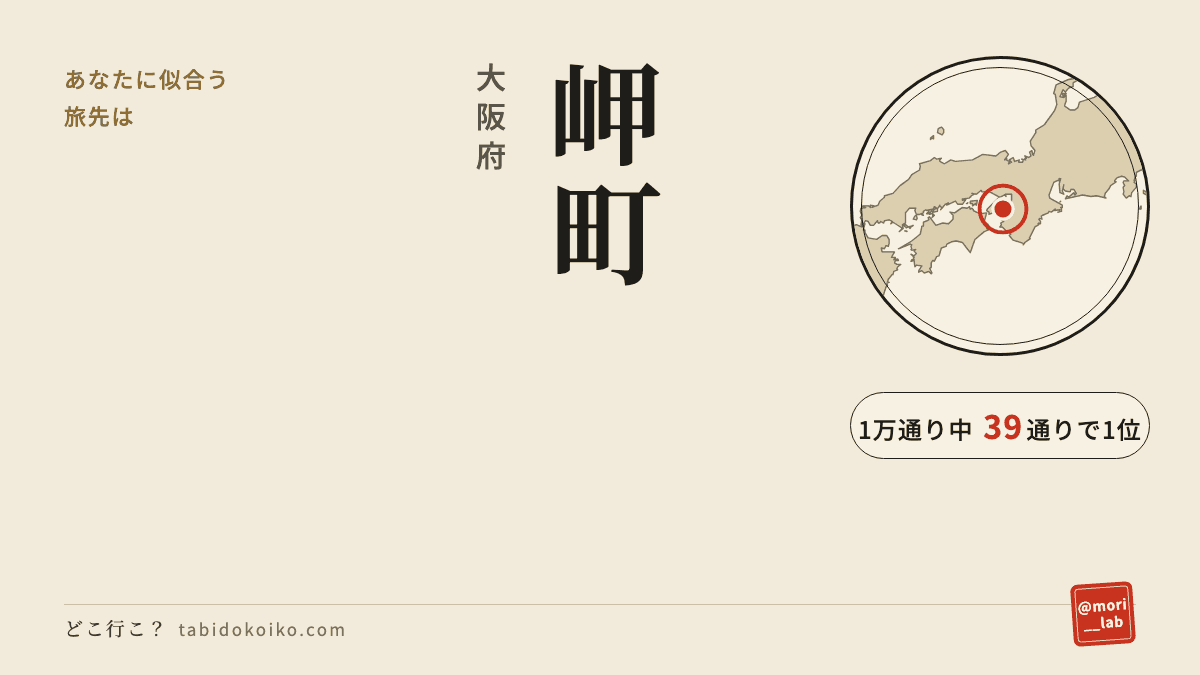 あなたに似合う
旅先は
岬町
大阪府
1万通り中 39通りで1位
どこ行こ？ tabidokoiko.com
@mori
__lab